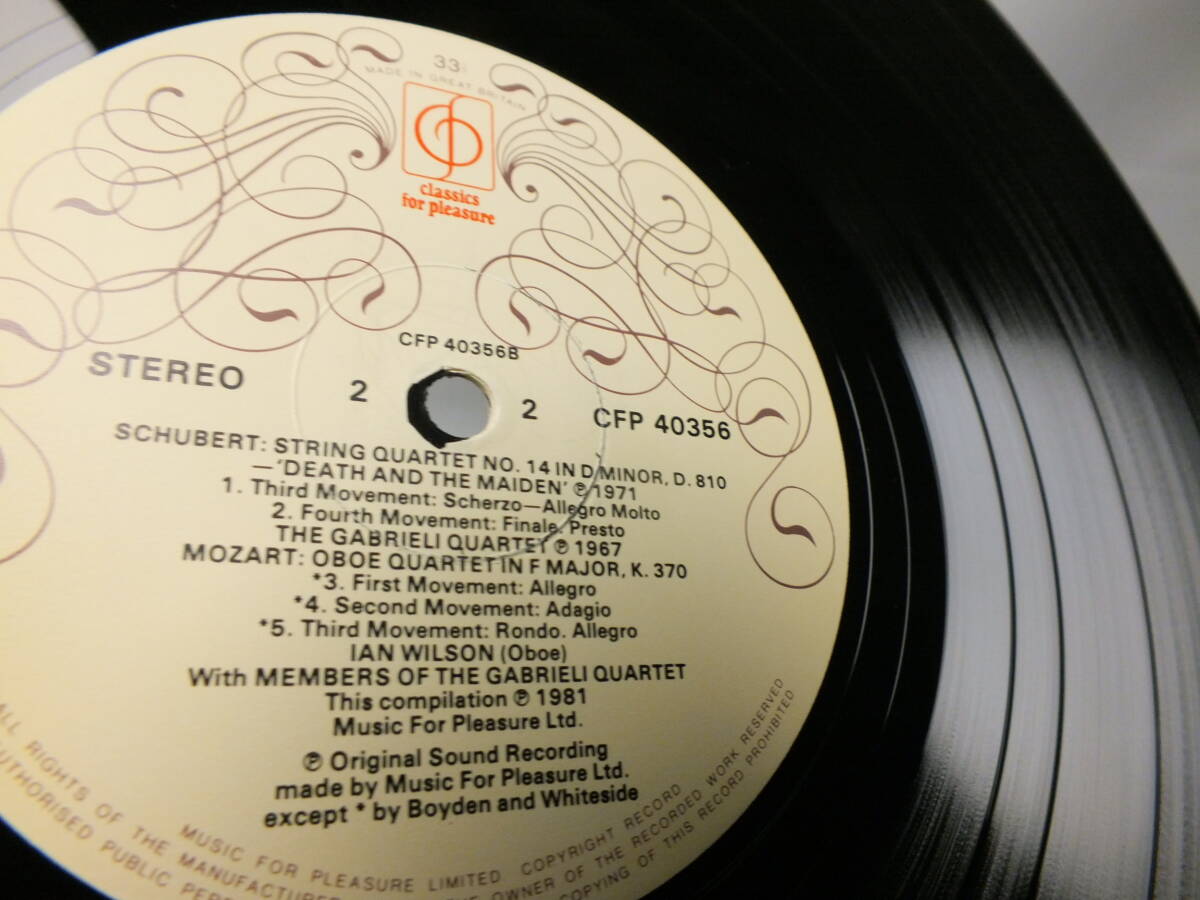 33⅓
MADE IN GREAT BRITAIN
classics
for pleasure
CFP 40356B
STEREO
2
2
CFP 40356
SCHUBERT: STRING QUARTET NO. 14 IN D MINOR, D. 810
—‘DEATH AND THE MAIDEN’ ℗ 1971
1. Third Movement: Scherzo—Allegro Molto
2. Fourth Movement: Finale. Presto
THE GABRIELI QUARTET ℗ 1967
MOZART: OBOE QUARTET IN F MAJOR, K. 370
*3. First Movement: Allegro
*4. Second Movement: Adagio
*5. Third Movement: Rondo. Allegro
IAN WILSON (Oboe)
With MEMBERS OF THE GABRIELI QUARTET
This compilation ℗ 1981
Music For Pleasure Ltd.
℗ Original Sound Recording
made by Music For Pleasure Ltd.
except * by Boyden and Whiteside
MUSIC FOR PLEASURE LIMITED COPYRIGHT RECORD
ALL RIGHTS OF THE MANUFACTURER OWNER OF THE RECORDED WORK RESERVED
PUBLIC COPYING OF THIS RECORD PROHIBITED